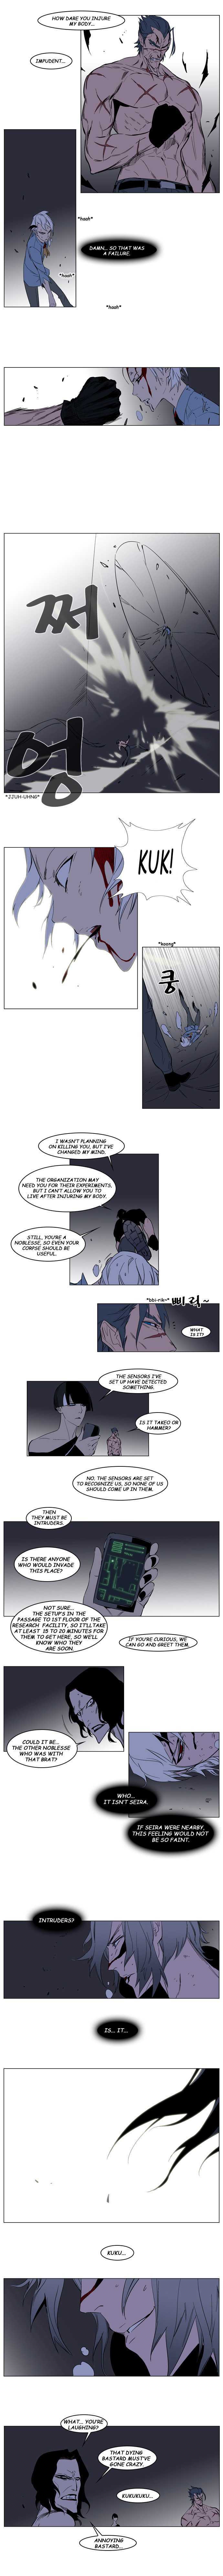 HOW DARE YOU INJURE
MY BODY...
IMPUDENT...
*haah*
DAMN... SO THAT WAS
A FAILURE.
*haah*
*haah*
쩌
엉
*JJUH-UHNG*
KUK!
*koong*
쿵
I WASN'T PLANNING
ON KILLING YOU, BUT I'VE
CHANGED MY MIND.
THE ORGANIZATION MAY
NEED YOU FOR THEIR EXPERIMENTS,
BUT I CAN'T ALLOW YOU TO
LIVE AFTER INJURING MY BODY.
STILL, YOU'RE A
NOBLESSE, SO EVEN YOUR
CORPSE SHOULD BE
USEFUL.
*bbi-rik~* 삐릭~
WHAT
IS IT?
THE SENSORS I'VE
SET UP HAVE DETECTED
SOMETHING.
IS IT TAKEO OR
HAMMER?
NO. THE SENSORS ARE SET
TO RECOGNIZE US, SO NONE OF US
SHOULD COME UP IN THEM.
THEN
THEY MUST BE
INTRUDERS.
IS THERE ANYONE
WHO WOULD INVADE
THIS PLACE?
NOT SURE...
THE SETUP'S IN THE
PASSAGE TO 1ST FLOOR OF THE
RESEARCH FACILITY, SO IT'LL TAKE
AT LEAST 15 TO 20 MINUTES FOR
THEM TO GET HERE, SO WE'LL
KNOW WHO THEY
ARE SOON.
IF YOU'RE CURIOUS, WE
CAN GO AND GREET THEM.
COULD IT BE...
THE OTHER NOBLESSE
WHO WAS WITH
THAT BRAT?
WHO...
IT ISN'T SEIRA.
IF SEIRA WERE NEARBY,
THIS FEELING WOULD NOT
BE SO FAINT.
INTRUDERS?
IS... IT...
KUKU...
WHAT... YOU'RE
LAUGHING?
THAT DYING
BASTARD MUST'VE
GONE CRAZY.
KUKUKUKU...
ANNOYING
BASTARD...